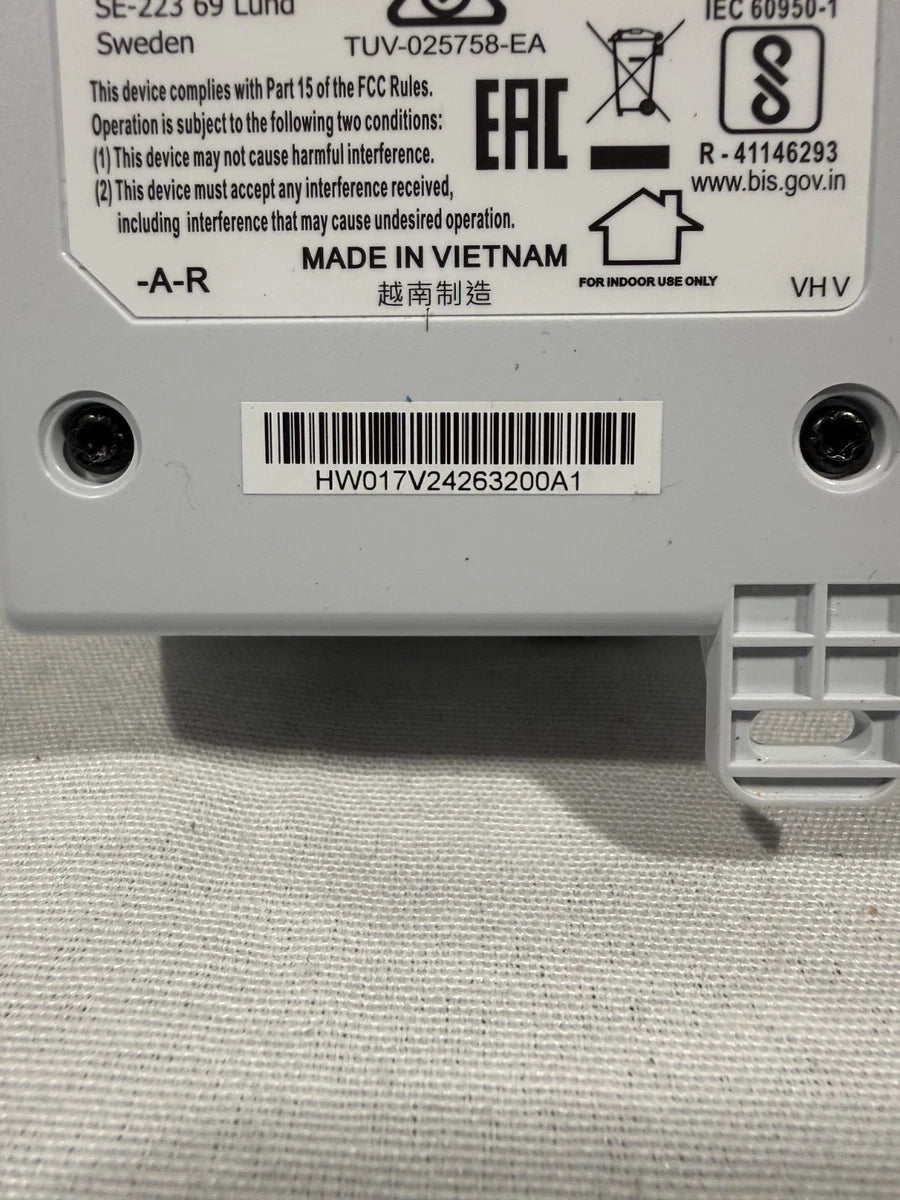 SE-223 69 Lund
Sweden
TUV-025758-EA
IEC 60950-1
This device complies with Part 15 of the FCC Rules.
Operation is subject to the following two conditions:
(1) This device may not cause harmful interference.
(2) This device must accept any interference received,
including interference that may cause undesired operation.
EAC
R - 41146293
www.bis.gov.in
-A-R
MADE IN VIETNAM
越南制造
FOR INDOOR USE ONLY
VH V
HW017V24263200A1